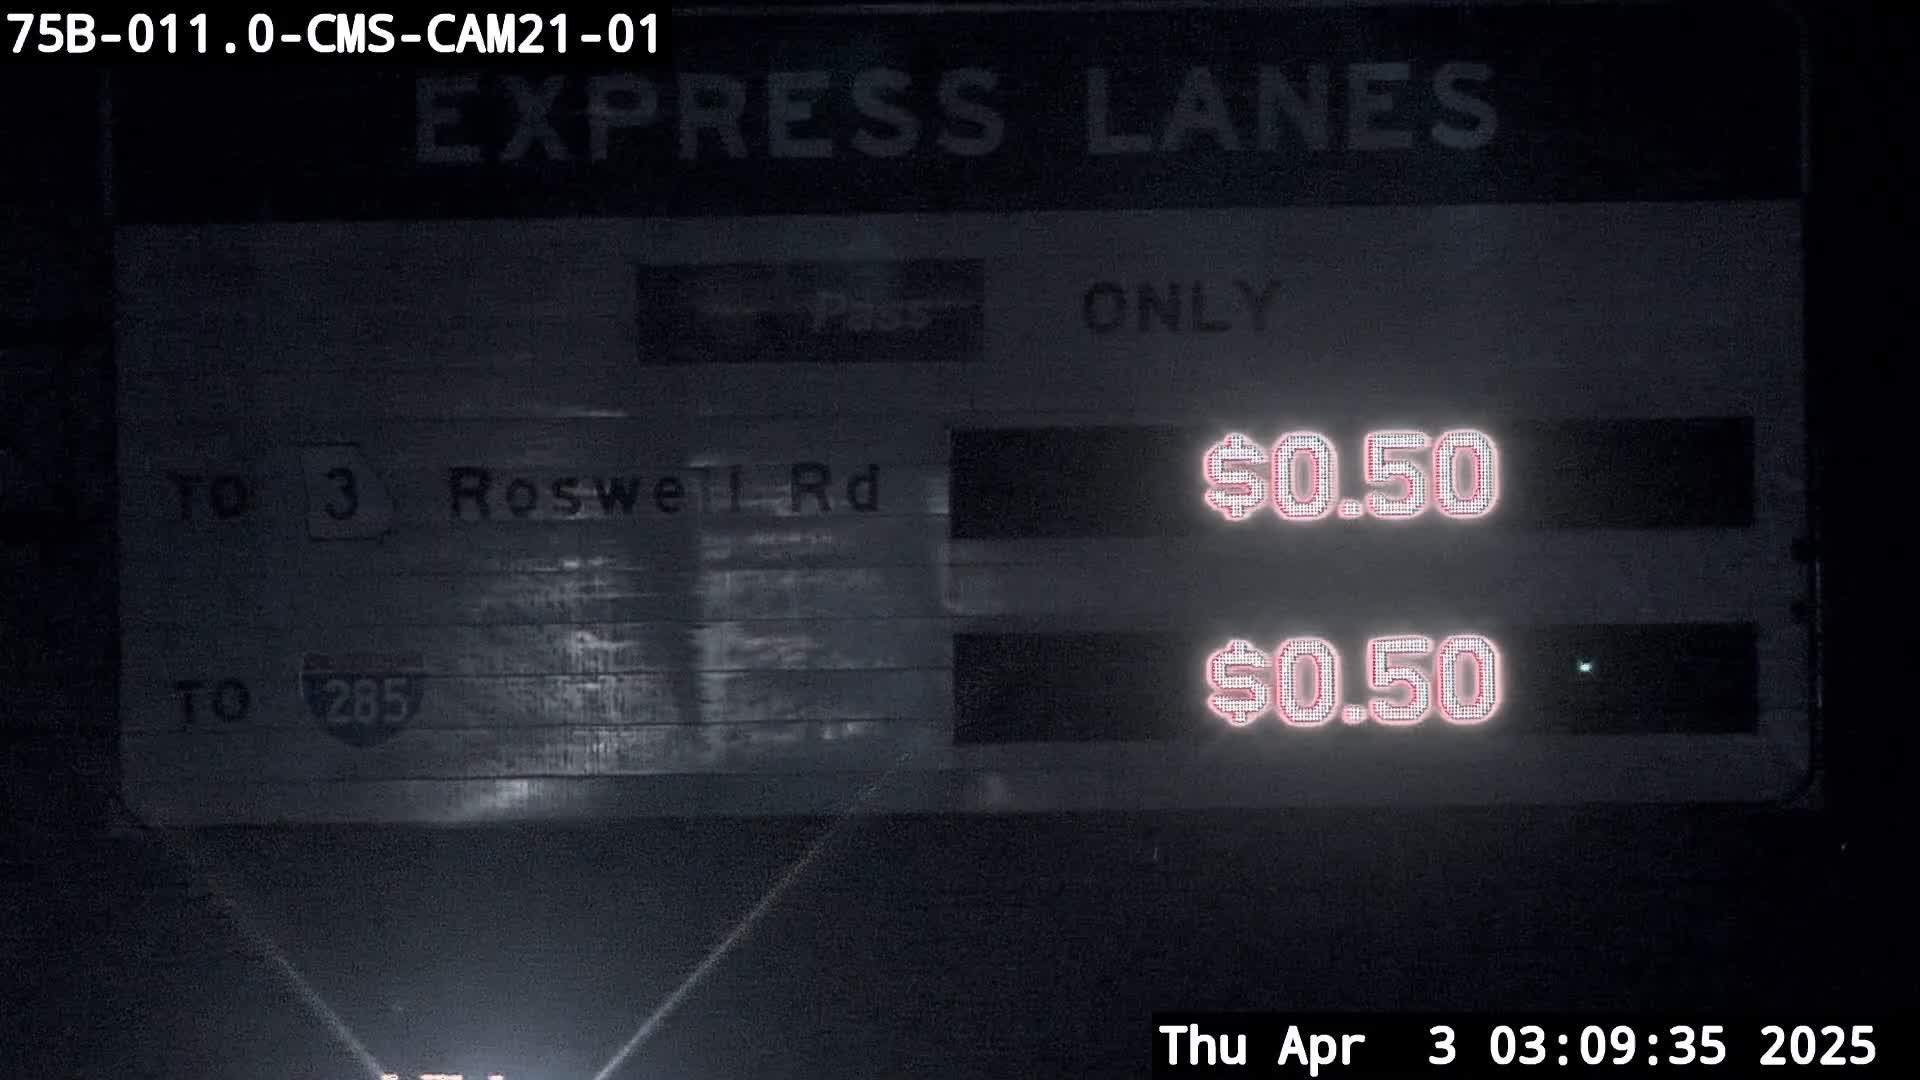 75B-011.0-CMS-CAM21-01
EXPRESS LANES
Pass ONLY
TO 3 Roswell Rd $0.50
TO 285 $0.50
Thu Apr 3 03:09:35 2025